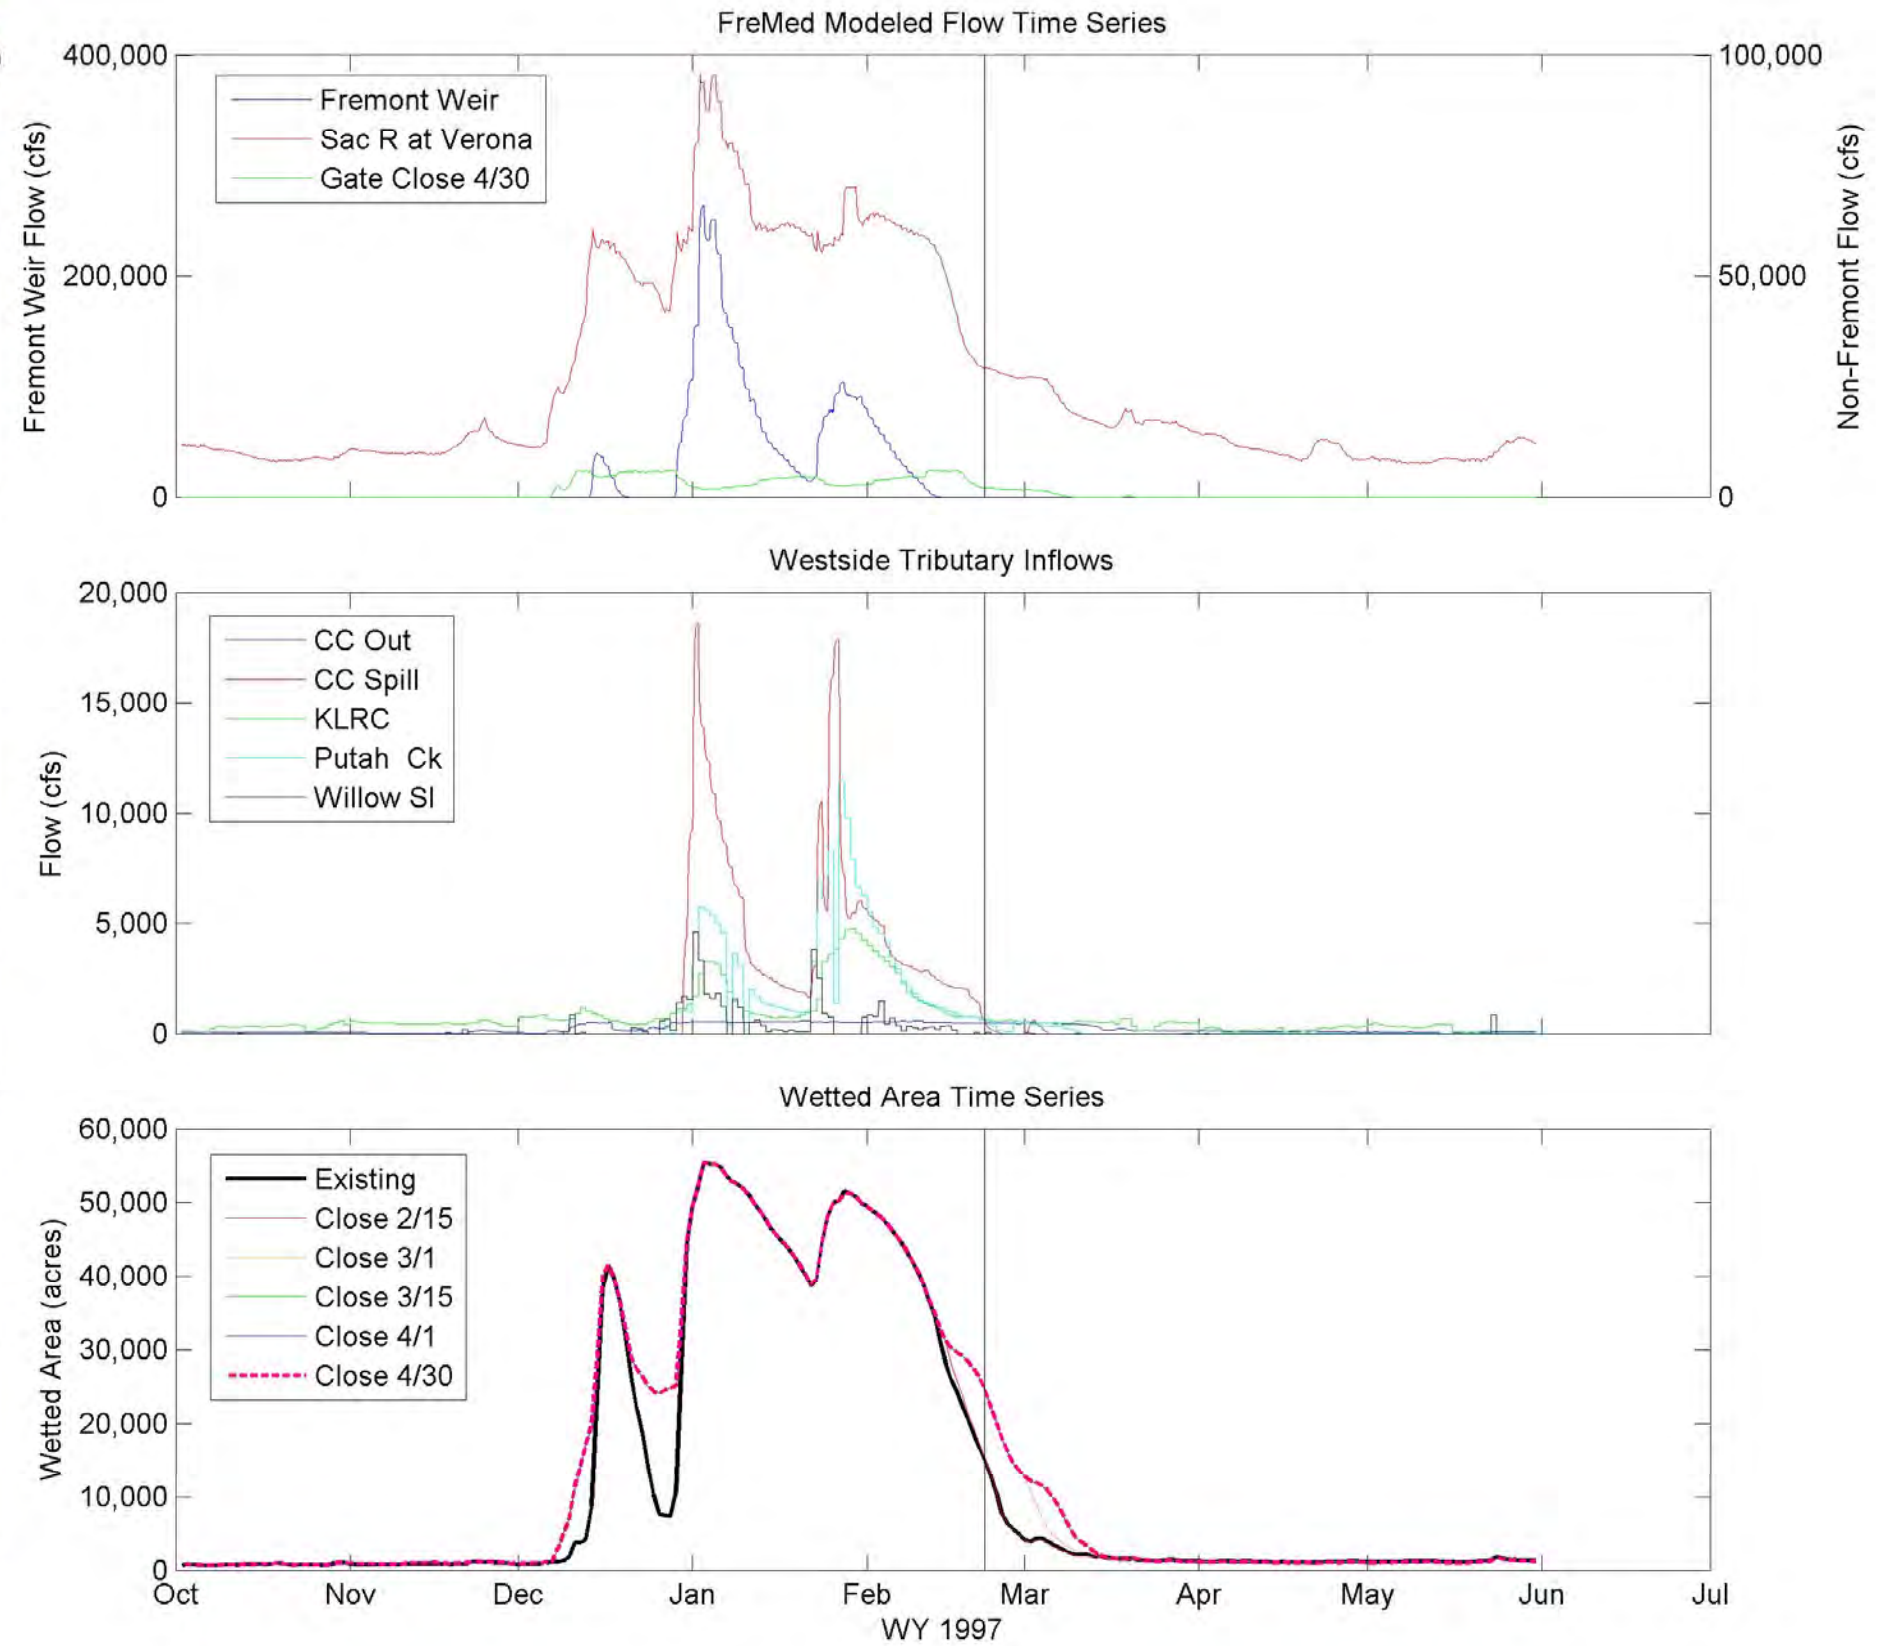 FreMed Modeled Flow Time Series
400,000
200,000
0
Fremont Weir Flow (cfs)
100,000
50,000
0
Non-Fremont Flow (cfs)
Fremont Weir
Sac R at Verona
Gate Close 4/30
Westside Tributary Inflows
20,000
15,000
10,000
5,000
0
Flow (cfs)
CC Out
CC Spill
KLRC
Putah Ck
Willow Sl
Wetted Area Time Series
60,000
50,000
40,000
30,000
20,000
10,000
0
Wetted Area (acres)
Existing
Close 2/15
Close 3/1
Close 3/15
Close 4/1
Close 4/30
Oct Nov Dec Jan Feb Mar Apr May Jun Jul
WY 1997